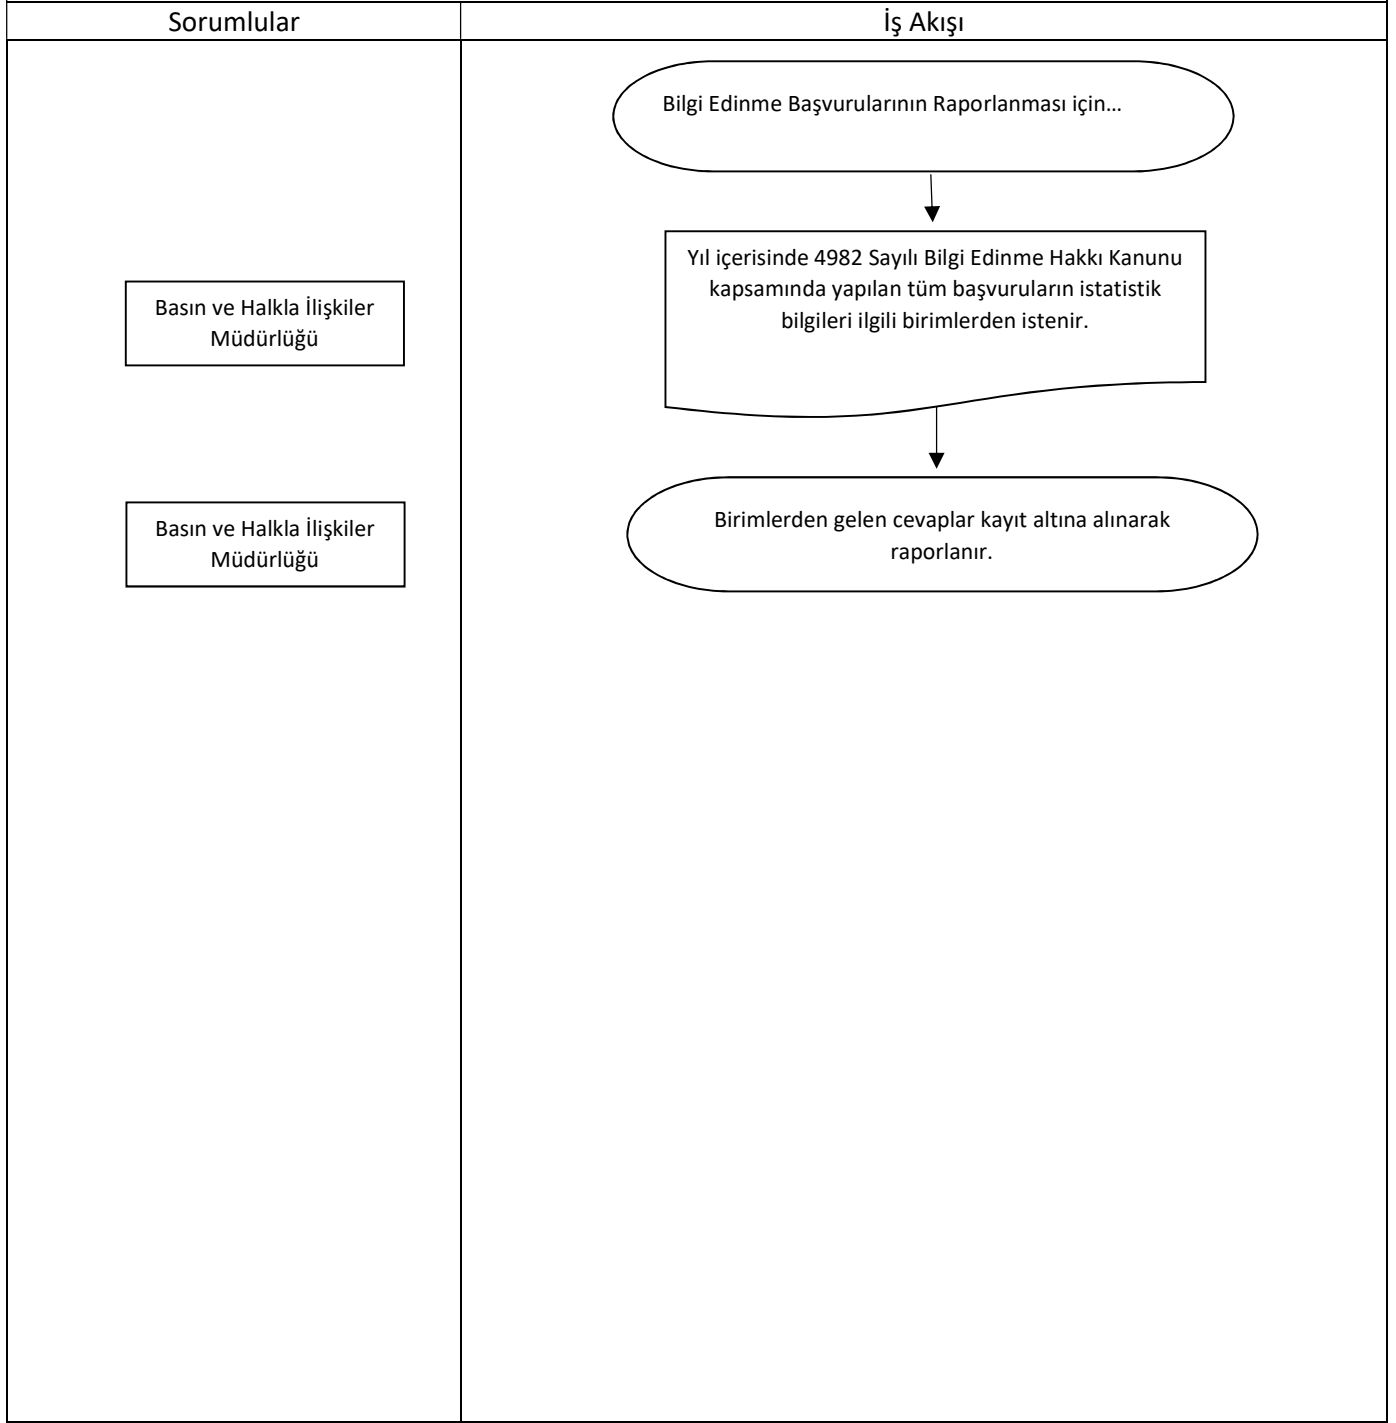 Sorumlular
İş Akışı
Bilgi Edinme Başvurularının Raporlanması için...
Yıl içerisinde 4982 Sayılı Bilgi Edinme Hakkı Kanunu
kapsamında yapılan tüm başvuruların istatistik
bilgileri ilgili birimlerden istenir.
Basın ve Halkla İlişkiler
Müdürlüğü
Birimlerden gelen cevaplar kayıt altına alınarak
raporlanır.
Basın ve Halkla İlişkiler
Müdürlüğü